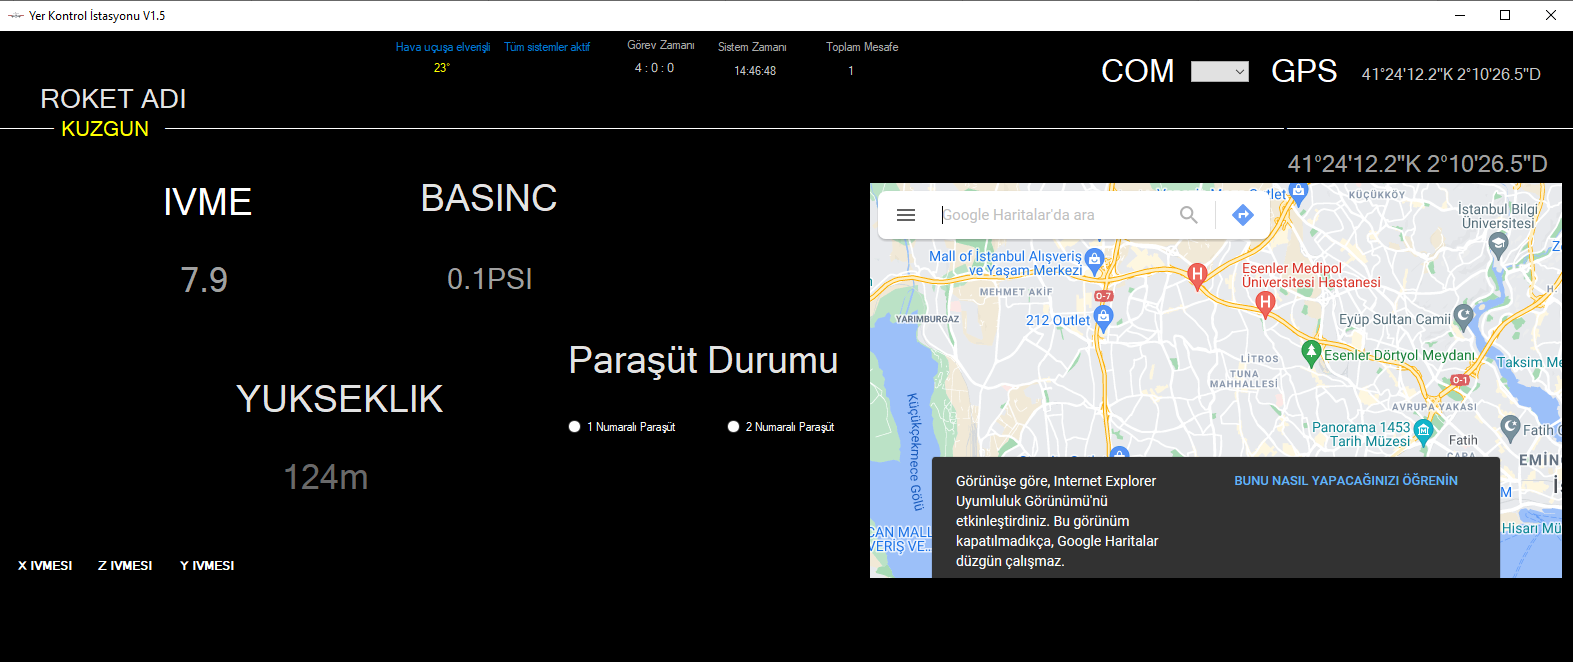 Yer Kontrol İstasyonu V1.5
Hava uçuşa elverişli
23°
Tüm sistemler aktif
Görev Zamanı
4 : 0 : 0
Sistem Zamanı
14:46:48
Toplam Mesafe
1
COM
GPS
41°24'12.2"K 2°10'26.5"D
ROKET ADI
KUZGUN
41°24'12.2"K 2°10'26.5"D
IVME
7.9
BASINC
0.1PSI
YUKSEKLIK
124m
Paraşüt Durumu
1 Numaralı Paraşüt
2 Numaralı Paraşüt
X IVMESI
Z IVMESI
Y IVMESI
Google Haritalar'da ara
KÜÇÜKKÖY
İstanbul Bilgi
Üniversitesi
Mall of İstanbul Alışveriş
ve Yaşam Merkezi
MEHMET AKİF
Esenler Medipol
Üniversitesi Hastanesi
O-7
YARIMBURGAZ
212 Outlet
Eyüp Sultan Camii
LİTROS
Esenler Dörtyol Meydanı
TUNA
MAHHALLESİ
Taksim Me
O-1
AVRUPA YAKASI
Küçükçekmece Gölü
Panorama 1453
Tarih Müzesi
Fatih
Fatih C
EMİN
Hisarı Mü
CAN MALL
VERİŞ VE...
Görünüşe göre, Internet Explorer
Uyumluluk Görünümü'nü
etkinleştirdiniz. Bu görünüm
kapatılmadıkça, Google Haritalar
düzgün çalışmaz.
BUNU NASIL YAPACAĞINIZI ÖĞRENİN